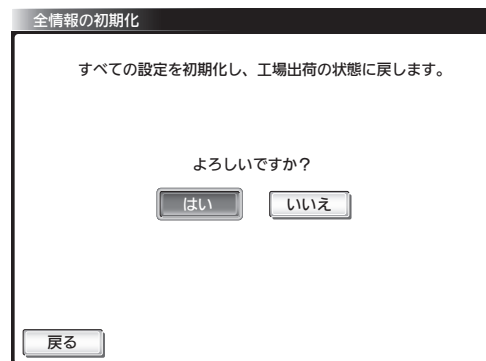 全情報の初期化
すべての設定を初期化し、工場出荷の状態に戻します。
よろしいですか？
はい いいえ
戻る